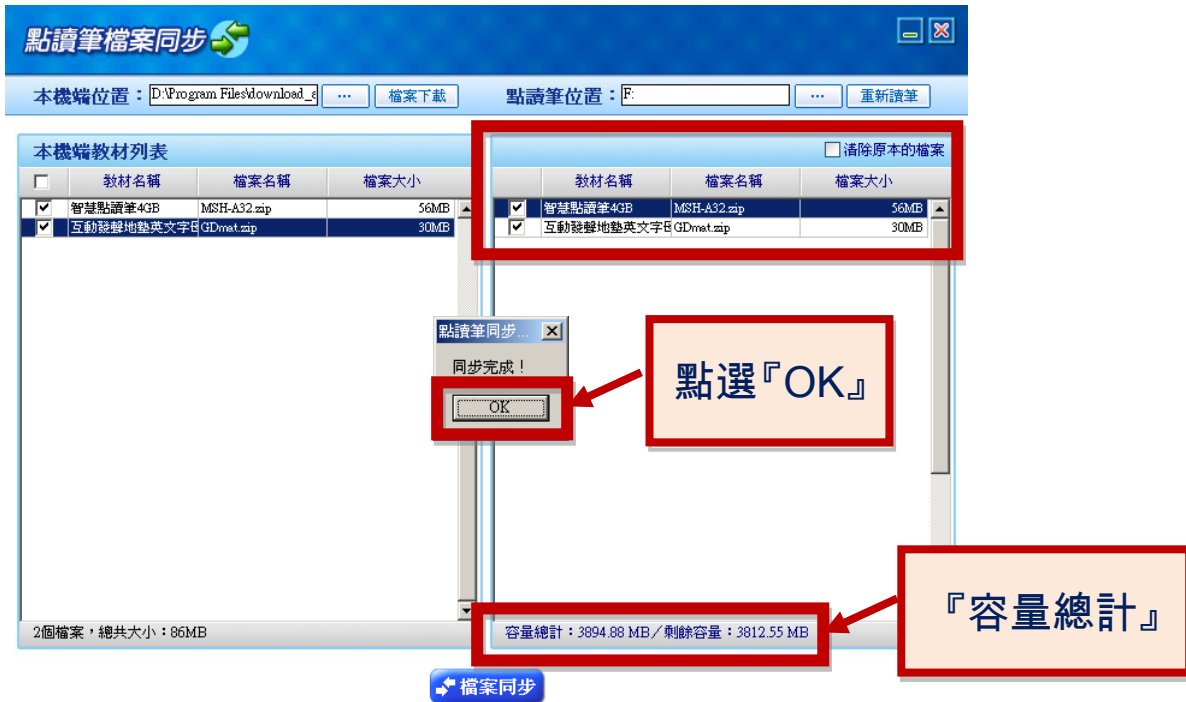 點讀筆檔案同步
本機端位置：D:\Program Files\download_s ... 檔案下載 點讀筆位置：F: ... 重新讀筆
本機端教材列表 清除原本的檔案
教材名稱 檔案名稱 檔案大小 教材名稱 檔案名稱 檔案大小
智慧點讀筆4GB MSH-A32.zip 56MB 智慧點讀筆4GB MSH-A32.zip 56MB
互動發聲地墊英文字母 GDmat.zip 30MB 互動發聲地墊英文字母 GDmat.zip 30MB
點讀筆同步...
同步完成！
OK
點選『OK』
『容量總計』
2個檔案，總共大小：86MB 容量總計：3894.88 MB／剩餘容量：3812.55 MB
檔案同步